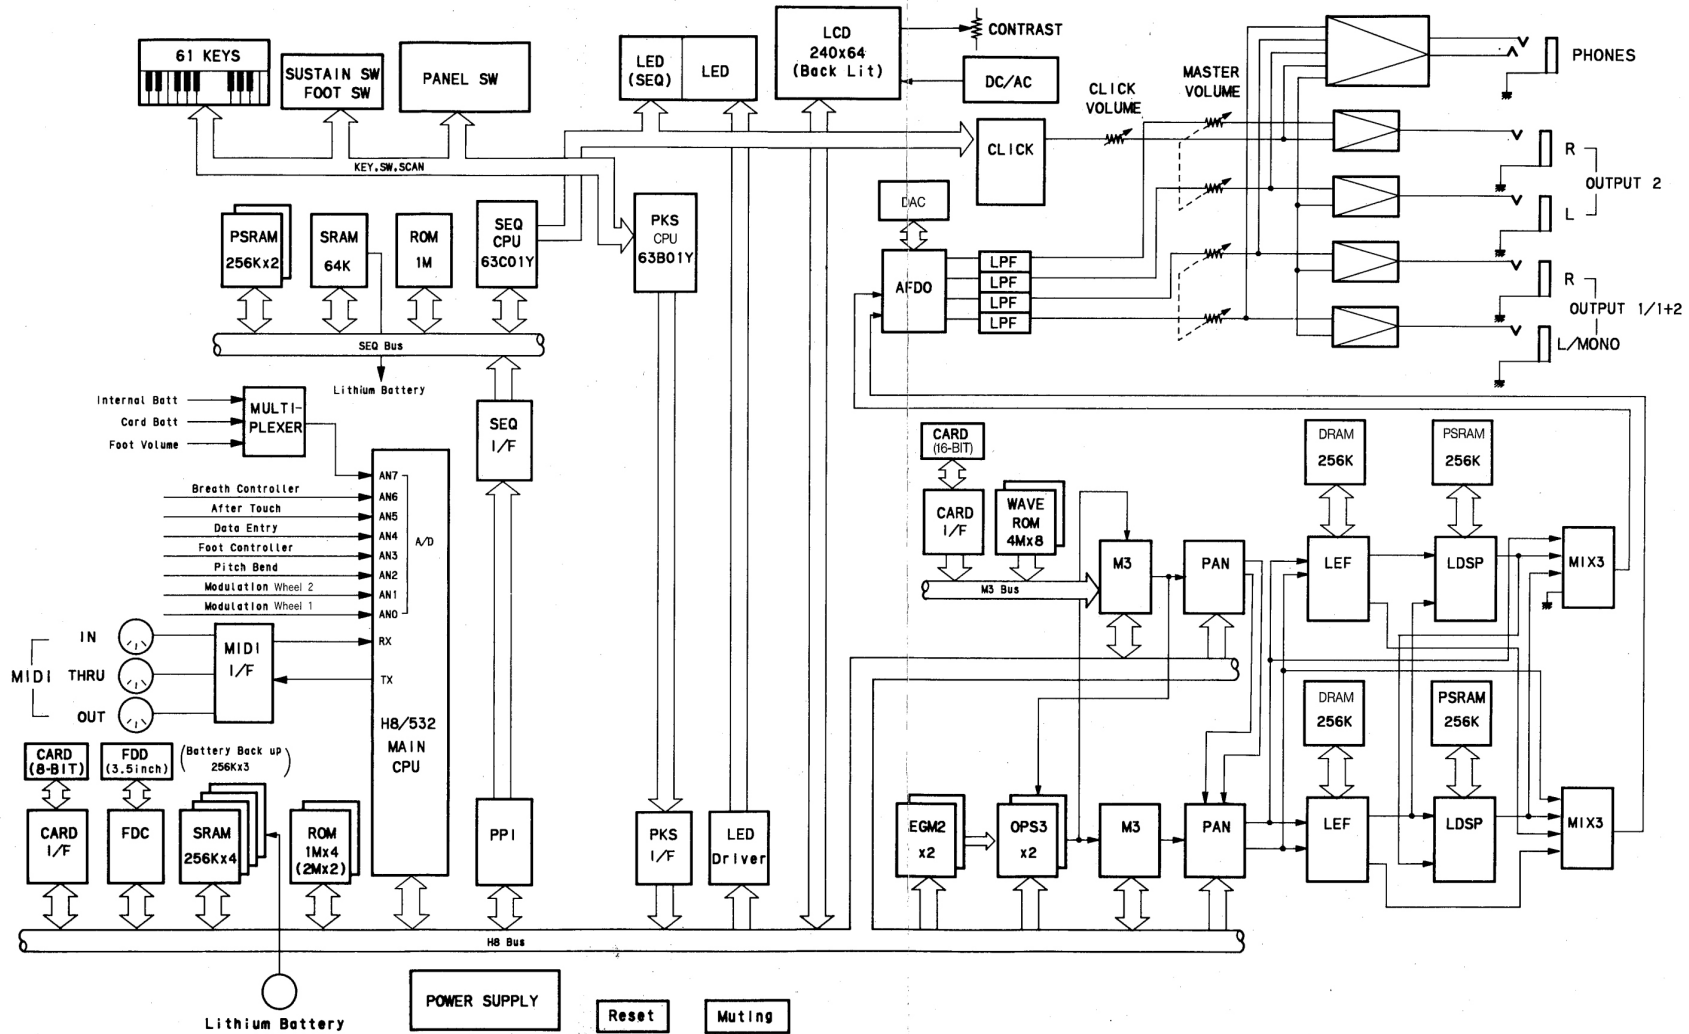 61 KEYS
SUSTAIN SW
FOOT SW
PANEL SW
LED
(SEQ)
LED
LCD
240x64
(Back Lit)
CONTRAST
DC/AC
CLICK
VOLUME
MASTER
VOLUME
PHONES
KEY,SW,SCAN
CLICK
R
OUTPUT 2
L
DAC
PSRAM
256Kx2
SRAM
64K
ROM
1M
SEQ
CPU
63C01Y
PKS
CPU
63B01Y
AFDO
LPF
LPF
LPF
LPF
R
OUTPUT 1/1+2
L/MONO
SEQ Bus
Lithium Battery
Internal Batt
Card Batt
Foot Volume
MULTI-
PLEXER
SEQ
I/F
Breath Controller
After Touch
Data Entry
Foot Controller
Pitch Bend
Modulation Wheel 2
Modulation Wheel 1
AN7
AN6
AN5
AN4
AN3
AN2
AN1
AN0
A/D
RX
TX
H8/532
MAIN
CPU
MIDI
IN
THRU
OUT
MIDI
I/F
CARD
(16-BIT)
CARD
I/F
WAVE
ROM
4Mx8
M3 Bus
M3
PAN
DRAM
256K
PSRAM
256K
LEF
LDSP
MIX3
DRAM
256K
PSRAM
256K
CARD
(8-BIT)
FDD
(3.5inch)
(Battery Back up
256Kx3)
CARD
I/F
FDC
SRAM
256Kx4
ROM
1Mx4
(2Mx2)
PPI
PKS
I/F
LED
Driver
EGM2
x2
OPS3
x2
M3
PAN
LEF
LDSP
MIX3
H8 Bus
Lithium Battery
POWER SUPPLY
Reset
Muting